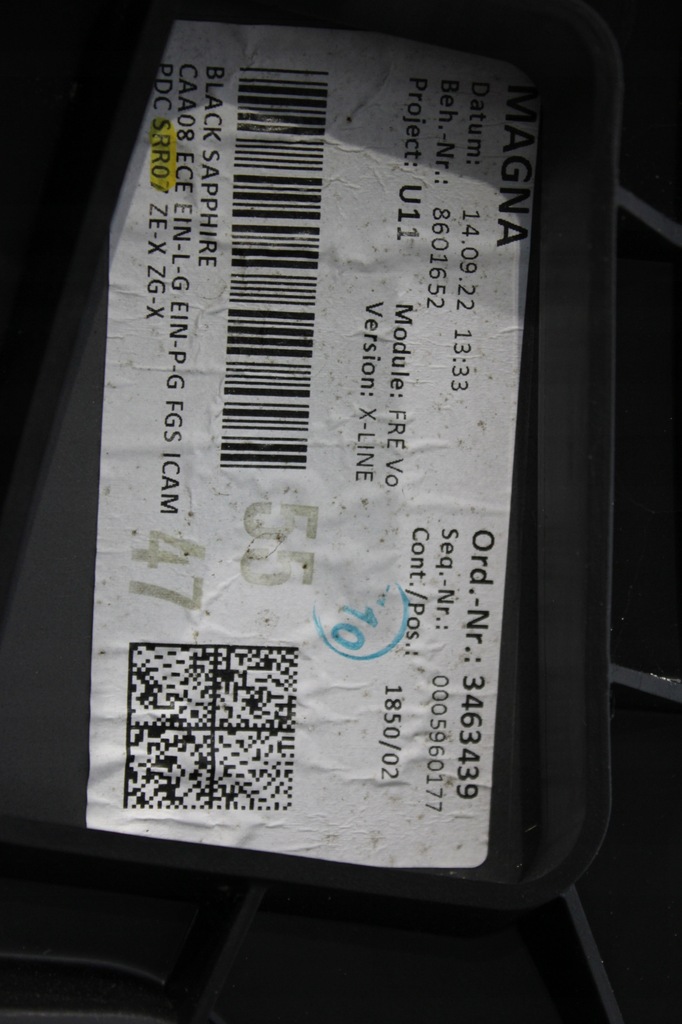 MAGNA
Datum: 14.09.22 13:33
Beh.-Nr.: 8601652
Project: U11
Module: FRE Vo
Version: X-LINE
Ord.-Nr.: 3463439
Seq.-Nr.: 0005960177
Cont./Pos.: 1850/02
10
55
47
BLACK SAPPHIRE
CAA08 ECE EIN-L-G EIN-P-G FGS ICAM
PDC SRR07 ZE-X ZG-X